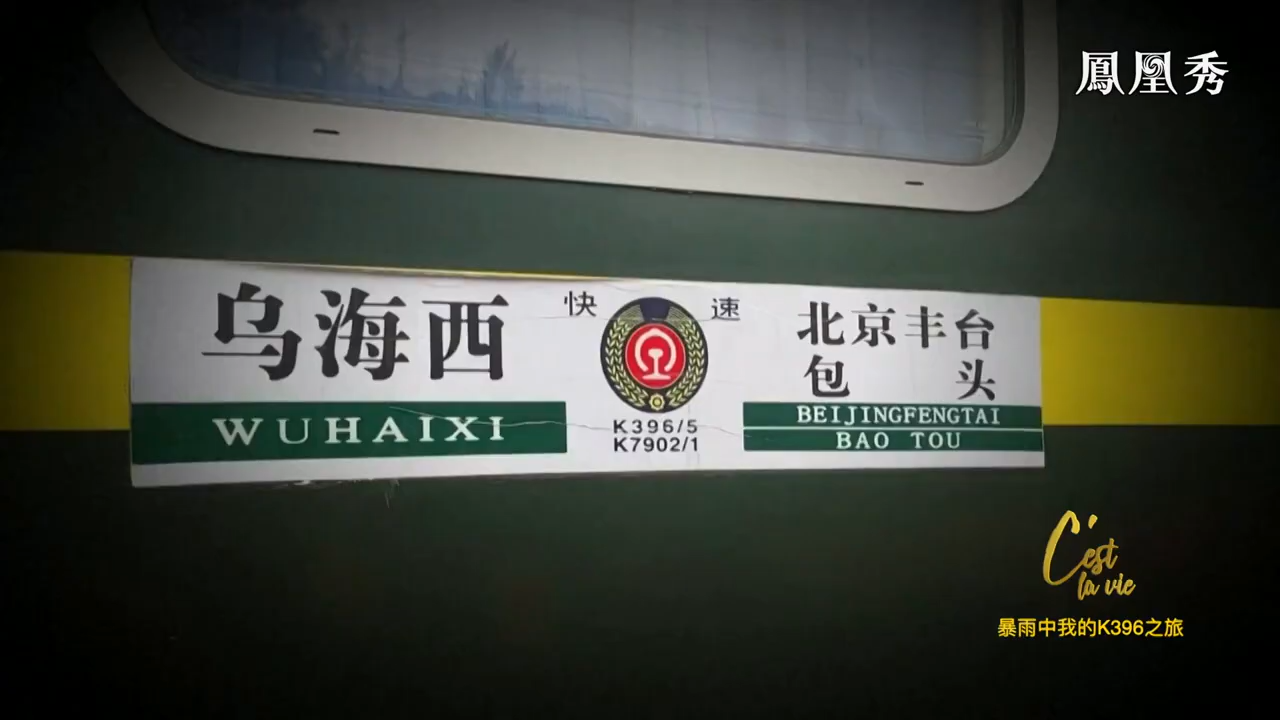 鳳凰秀
乌海西
WUHAIXI
快 速
K396/5
K7902/1
北京丰台
包 头
BEIJINGFENGTAI
BAO TOU
C'est
la vie
暴雨中我的K396之旅